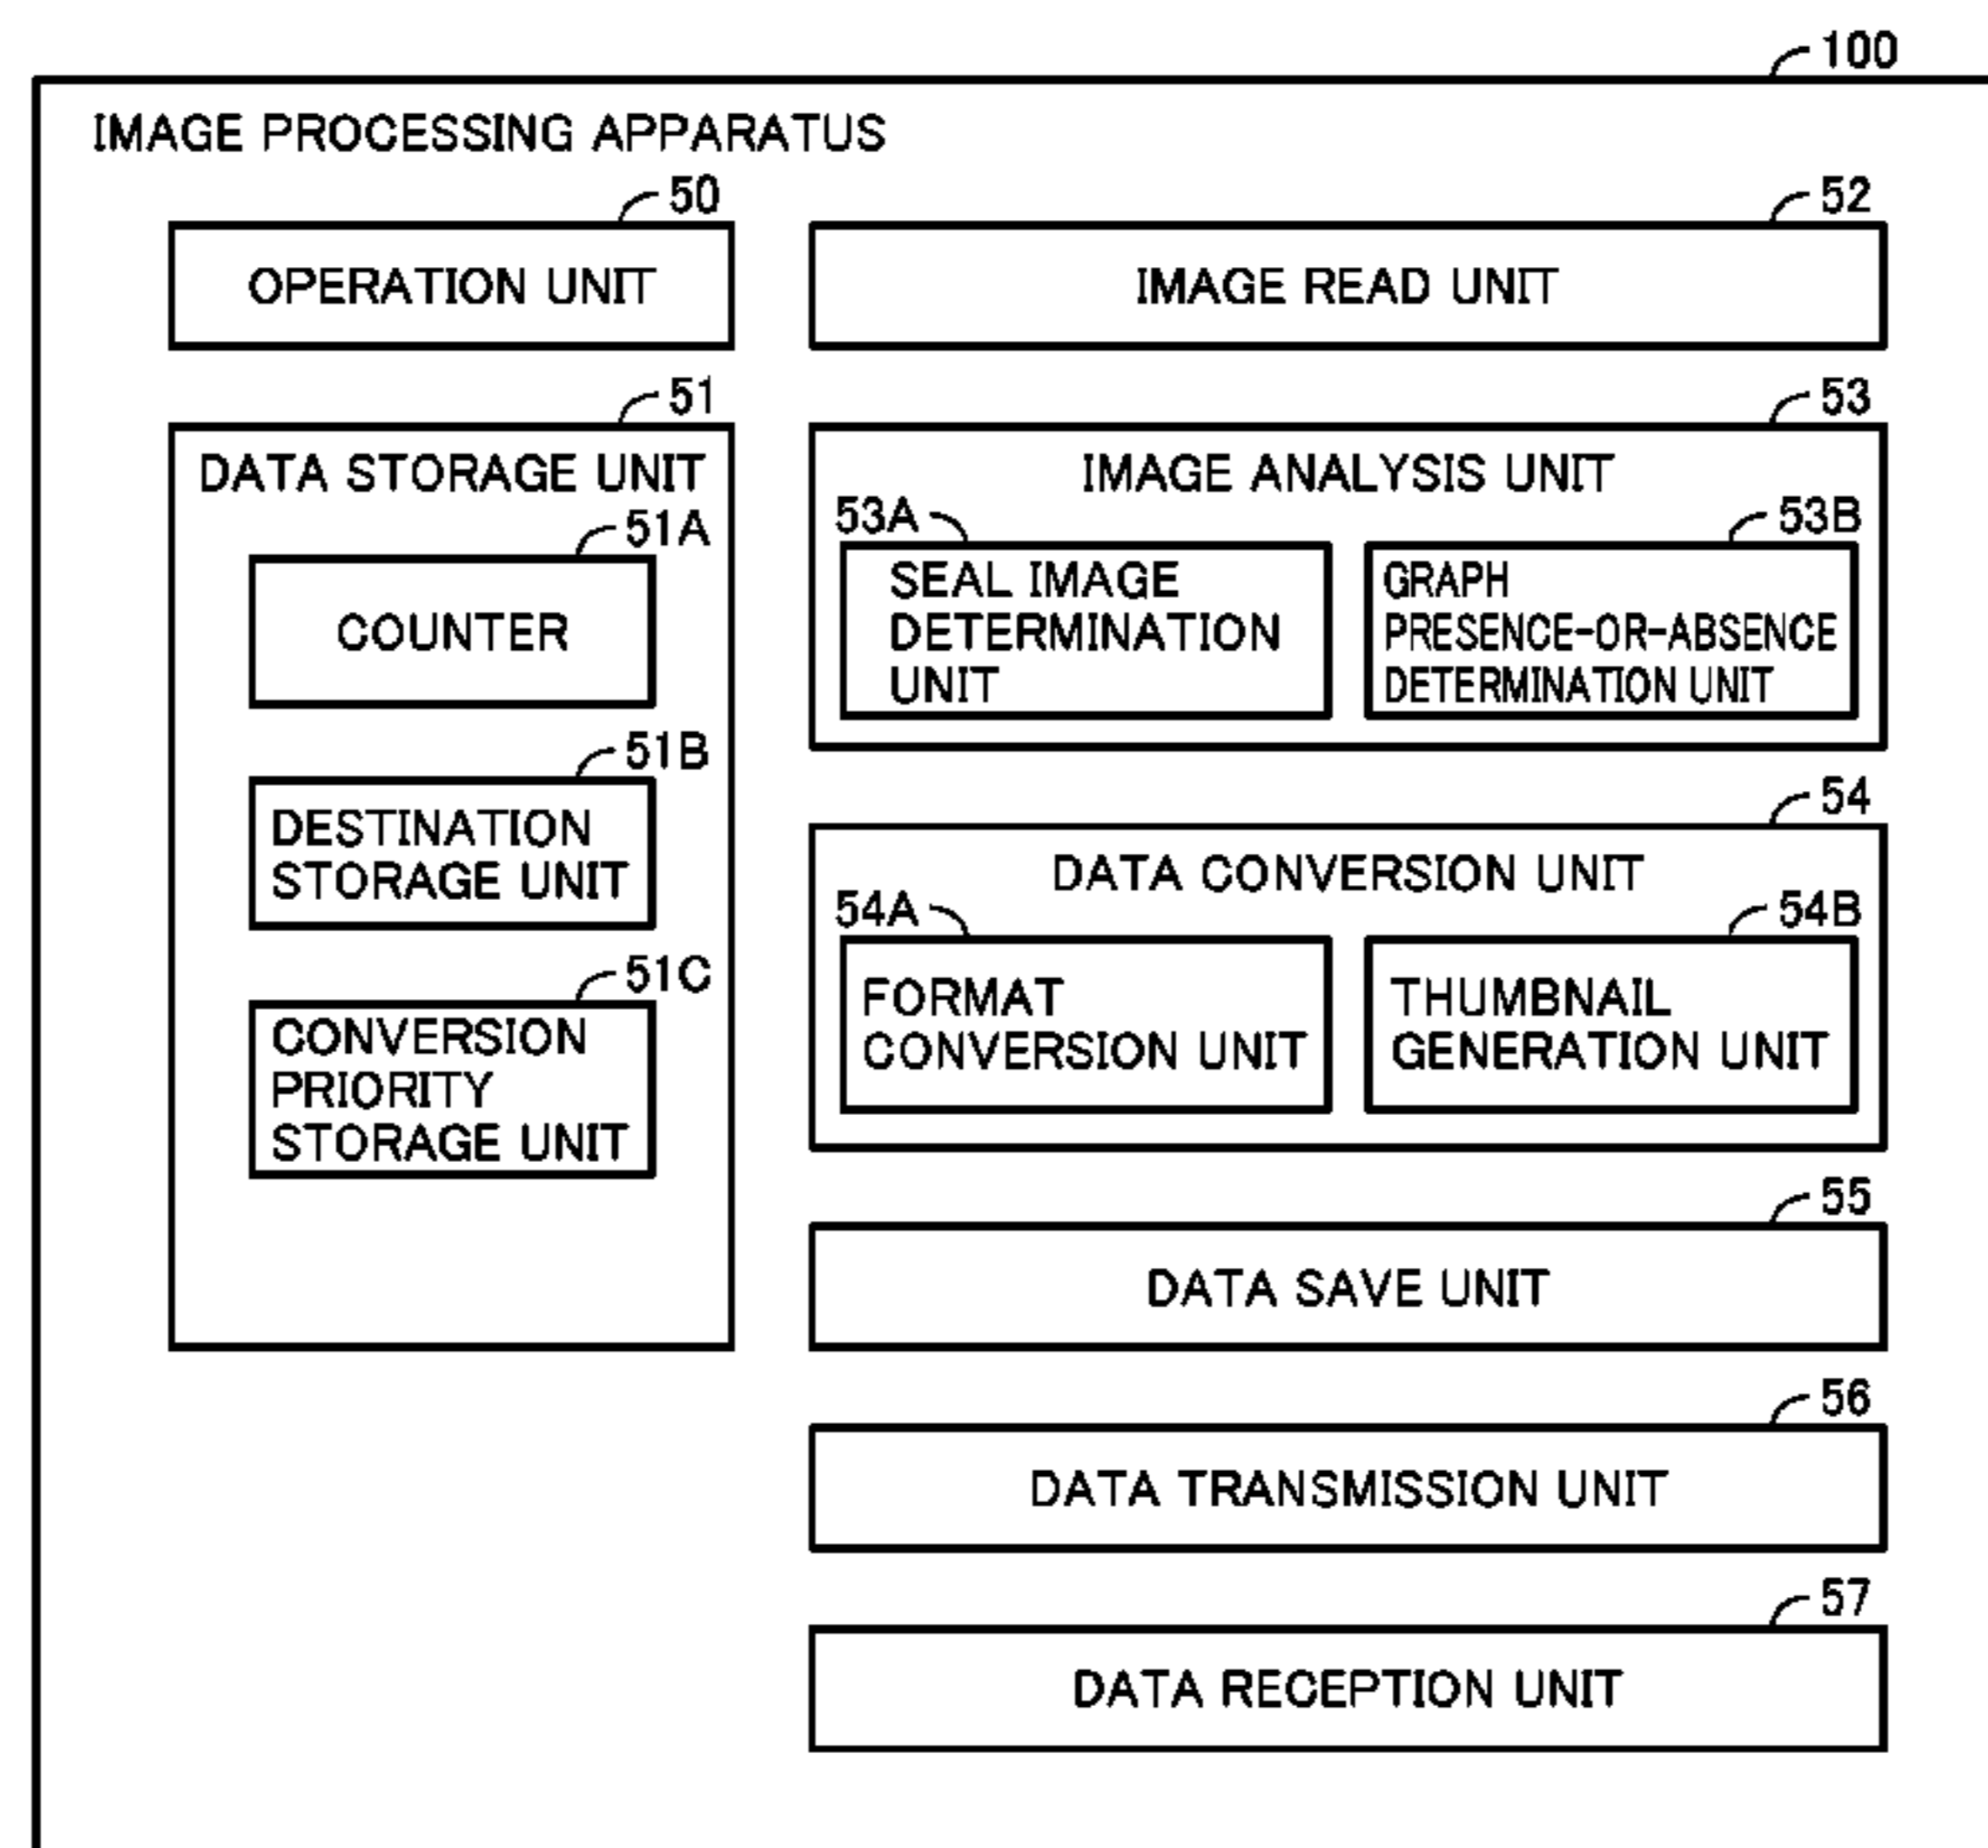 100
IMAGE PROCESSING APPARATUS
50
OPERATION UNIT
51
DATA STORAGE UNIT
51A
COUNTER
51B
DESTINATION
STORAGE UNIT
51C
CONVERSION
PRIORITY
STORAGE UNIT
52
IMAGE READ UNIT
53
IMAGE ANALYSIS UNIT
53A
SEAL IMAGE
DETERMINATION
UNIT
53B
GRAPH
PRESENCE-OR-ABSENCE
DETERMINATION UNIT
54
DATA CONVERSION UNIT
54A
FORMAT
CONVERSION UNIT
54B
THUMBNAIL
GENERATION UNIT
55
DATA SAVE UNIT
56
DATA TRANSMISSION UNIT
57
DATA RECEPTION UNIT